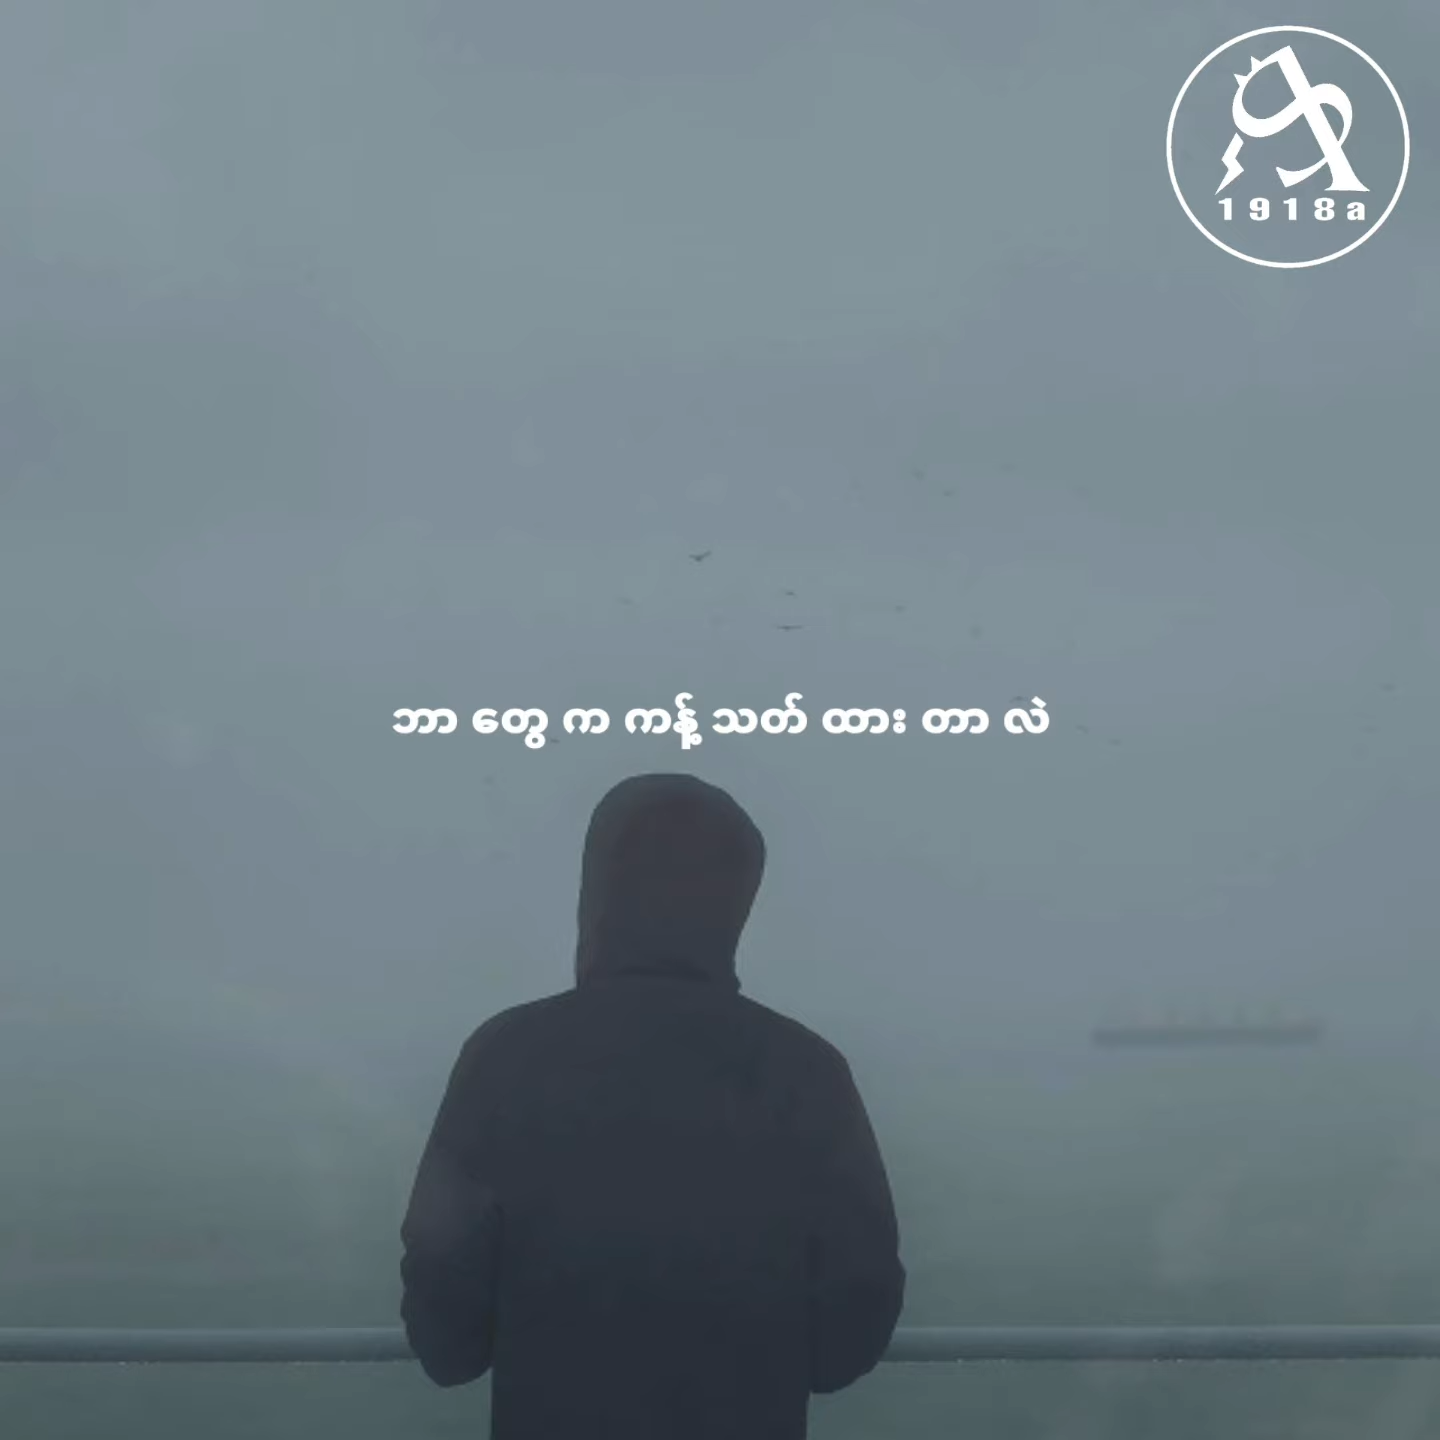 1918a
ဘာ တွေ က ကန့် သတ် ထား တာ လဲ